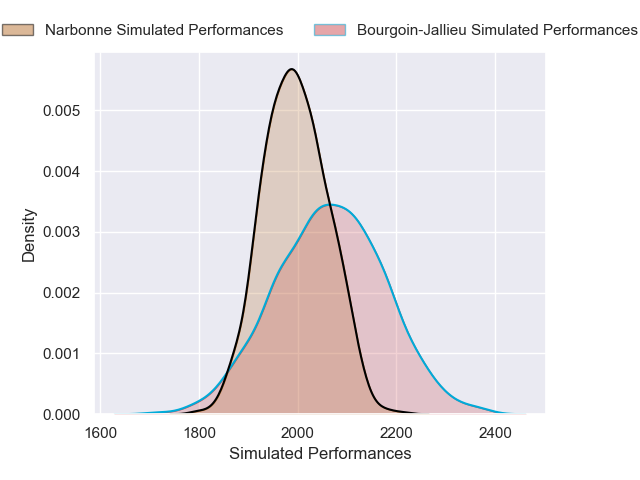 Narbonne Simulated Performances
Bourgoin-Jallieu Simulated Performances
Density
0.005
0.004
0.003
0.002
0.001
0.000
1600 1800 2000 2200 2400
Simulated Performances